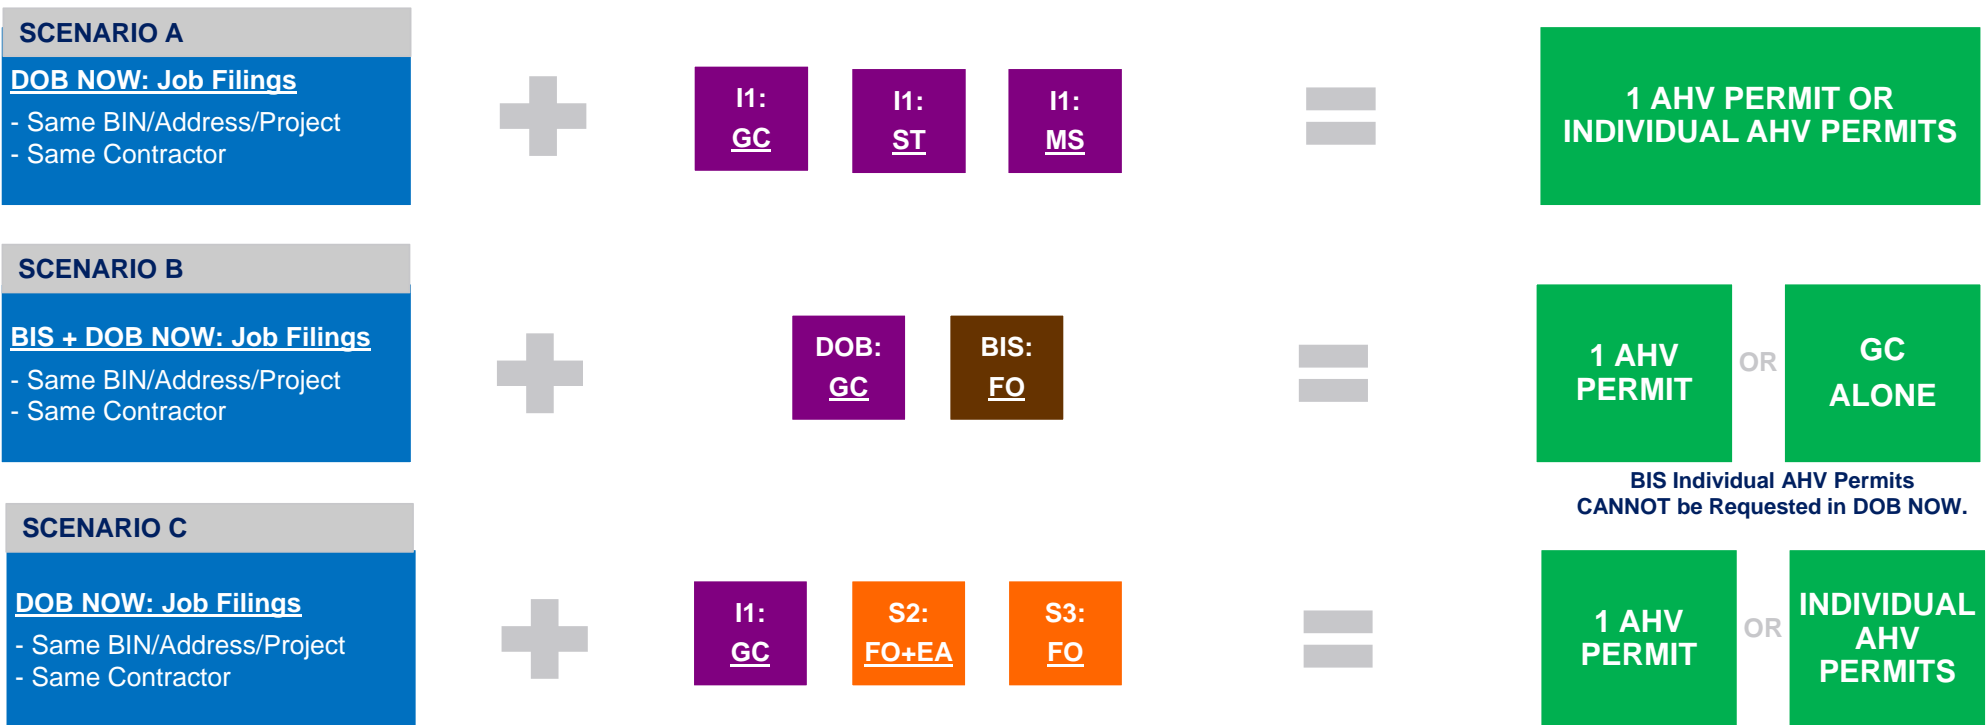 SCENARIO A
DOB NOW: Job Filings
- Same BIN/Address/Project
- Same Contractor
I1:
GC
I1:
ST
I1:
MS
1 AHV PERMIT OR
INDIVIDUAL AHV PERMITS
SCENARIO B
BIS + DOB NOW: Job Filings
- Same BIN/Address/Project
- Same Contractor
DOB:
GC
BIS:
FO
1 AHV
PERMIT
OR
GC
ALONE
BIS Individual AHV Permits
CANNOT be Requested in DOB NOW.
SCENARIO C
DOB NOW: Job Filings
- Same BIN/Address/Project
- Same Contractor
I1:
GC
S2:
FO+EA
S3:
FO
1 AHV
PERMIT
OR
INDIVIDUAL
AHV
PERMITS